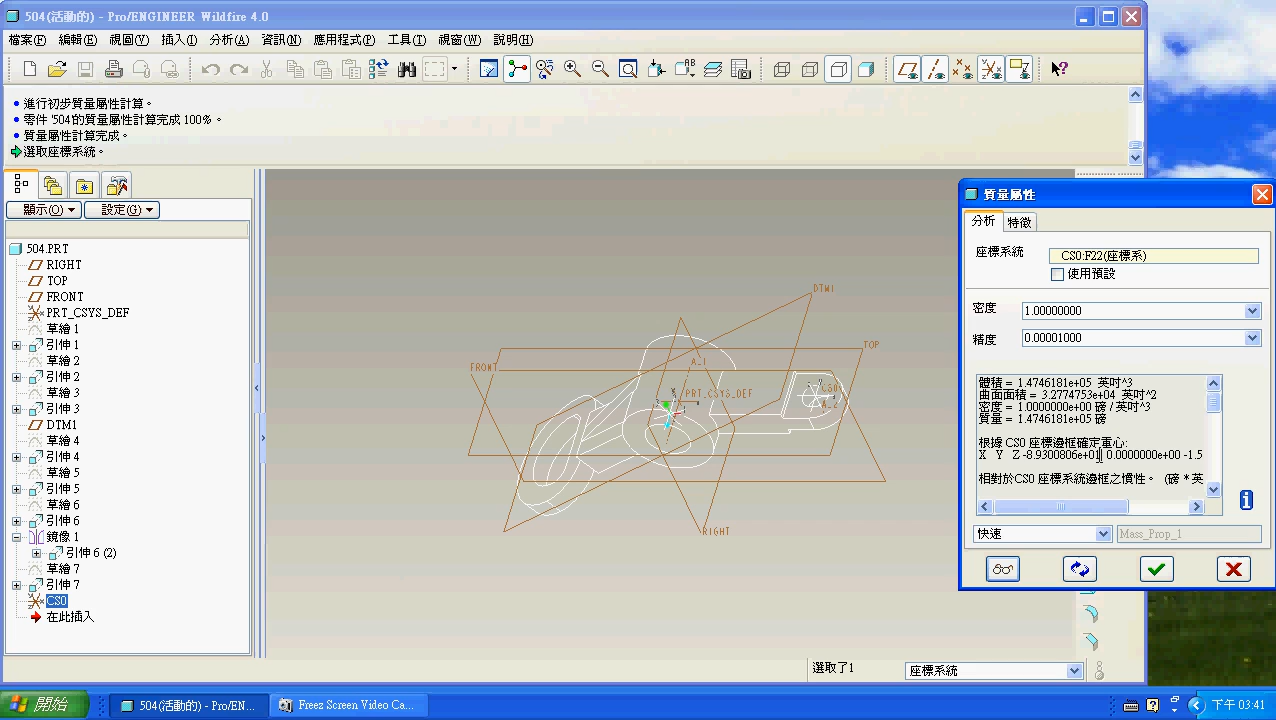 504(活動的) - Pro/ENGINEER Wildfire 4.0
檔案(F) 編輯(E) 視圖(V) 插入(I) 分析(A) 資訊(N) 應用程式(P) 工具(T) 視窗(W) 說明(H)
進行初步質量屬性計算。
零件 '504'的質量屬性計算完成 100%。
質量屬性計算完成。
選取座標系統。
顯示(O) 設定(G)
504.PRT
RIGHT
TOP
FRONT
PRT_CSYS_DEF
草繪 1
引伸 1
草繪 2
引伸 2
草繪 3
引伸 3
DTM1
草繪 4
引伸 4
草繪 5
引伸 5
草繪 6
引伸 6
鏡像 1
引伸 6 (2)
草繪 7
引伸 7
CS0
在此插入
DTM1
TOP
FRONT
A_1
PRT_CSYS_DEF
CS0
A_2
RIGHT
質量屬性
分析 特徵
座標系統 CS0:F22(座標系)
使用預設
密度 1.00000000
精度 0.00001000
體積 = 1.4746181e+05 英吋^3
曲面面積 = 3.2774753e+04 英吋^2
密度 = 1.0000000e+00 磅 / 英吋^3
質量 = 1.4746181e+05 磅
根據 CS0 座標邊框確定重心:
X Y Z -8.9300806e+01 0.0000000e+00 -1.5
相對於CS0 座標系統邊框之慣性。 (磅 * 英
快速 Mass_Prop_1
選取了1 座標系統
開始 504(活動的) - Pro/EN... Freez Screen Video Ca... 下午 03:41